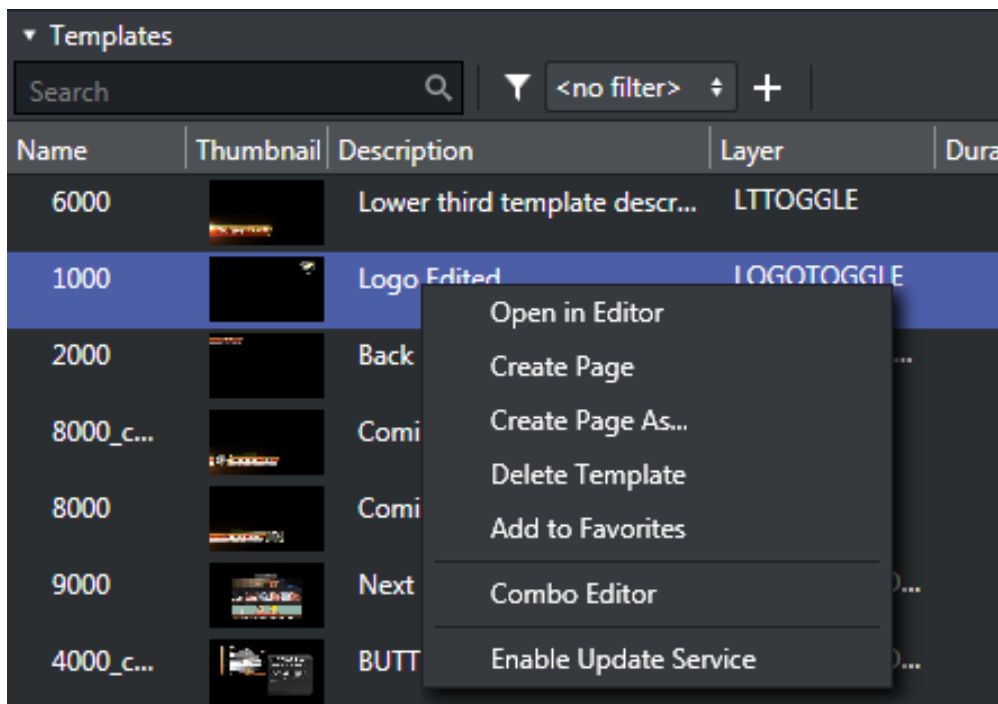 Templates
Search
<no filter>
Name Thumbnail Description Layer Dura
6000 Lower third template descr... LTTOGGLE
1000 Logo Edited LOGOTOGGLE
Open in Editor
2000 Back ...
Create Page
8000_c... Comi
Create Page As...
Delete Template
8000 Comi
Add to Favorites
9000 Next ...
Combo Editor
4000_c... BUTT ...
Enable Update Service